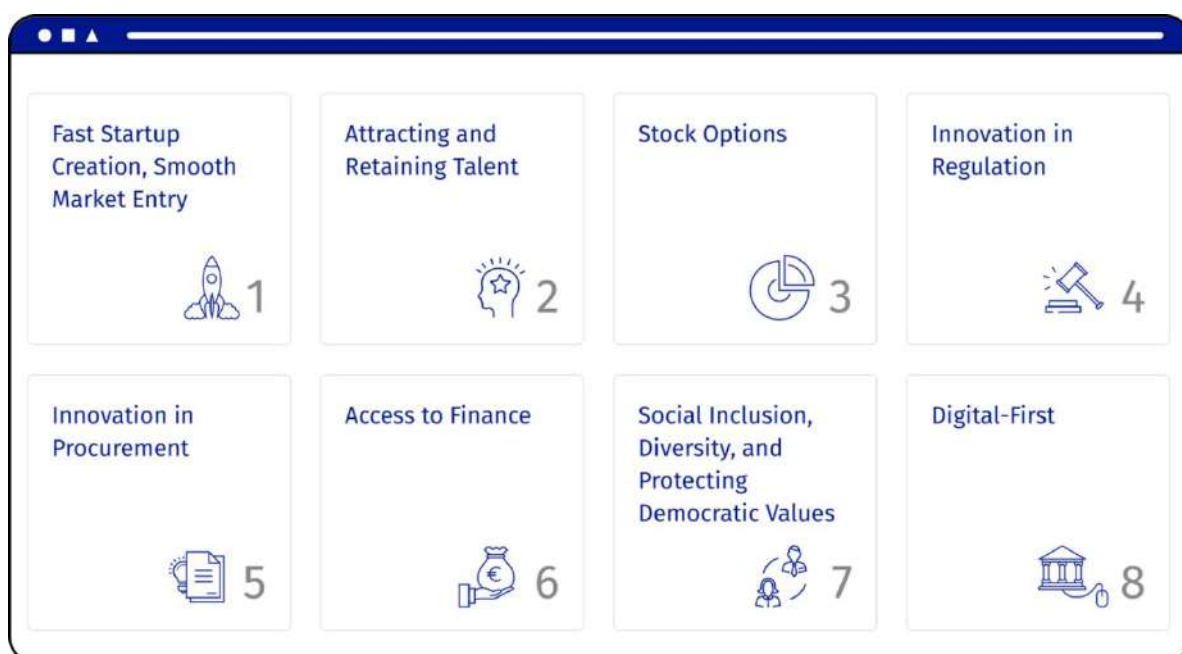 Fast Startup
Creation, Smooth
Market Entry
1
Attracting and
Retaining Talent
2
Stock Options
3
Innovation in
Regulation
4
Innovation in
Procurement
5
Access to Finance
€
6
Social Inclusion,
Diversity, and
Protecting
Democratic Values
7
Digital-First
8